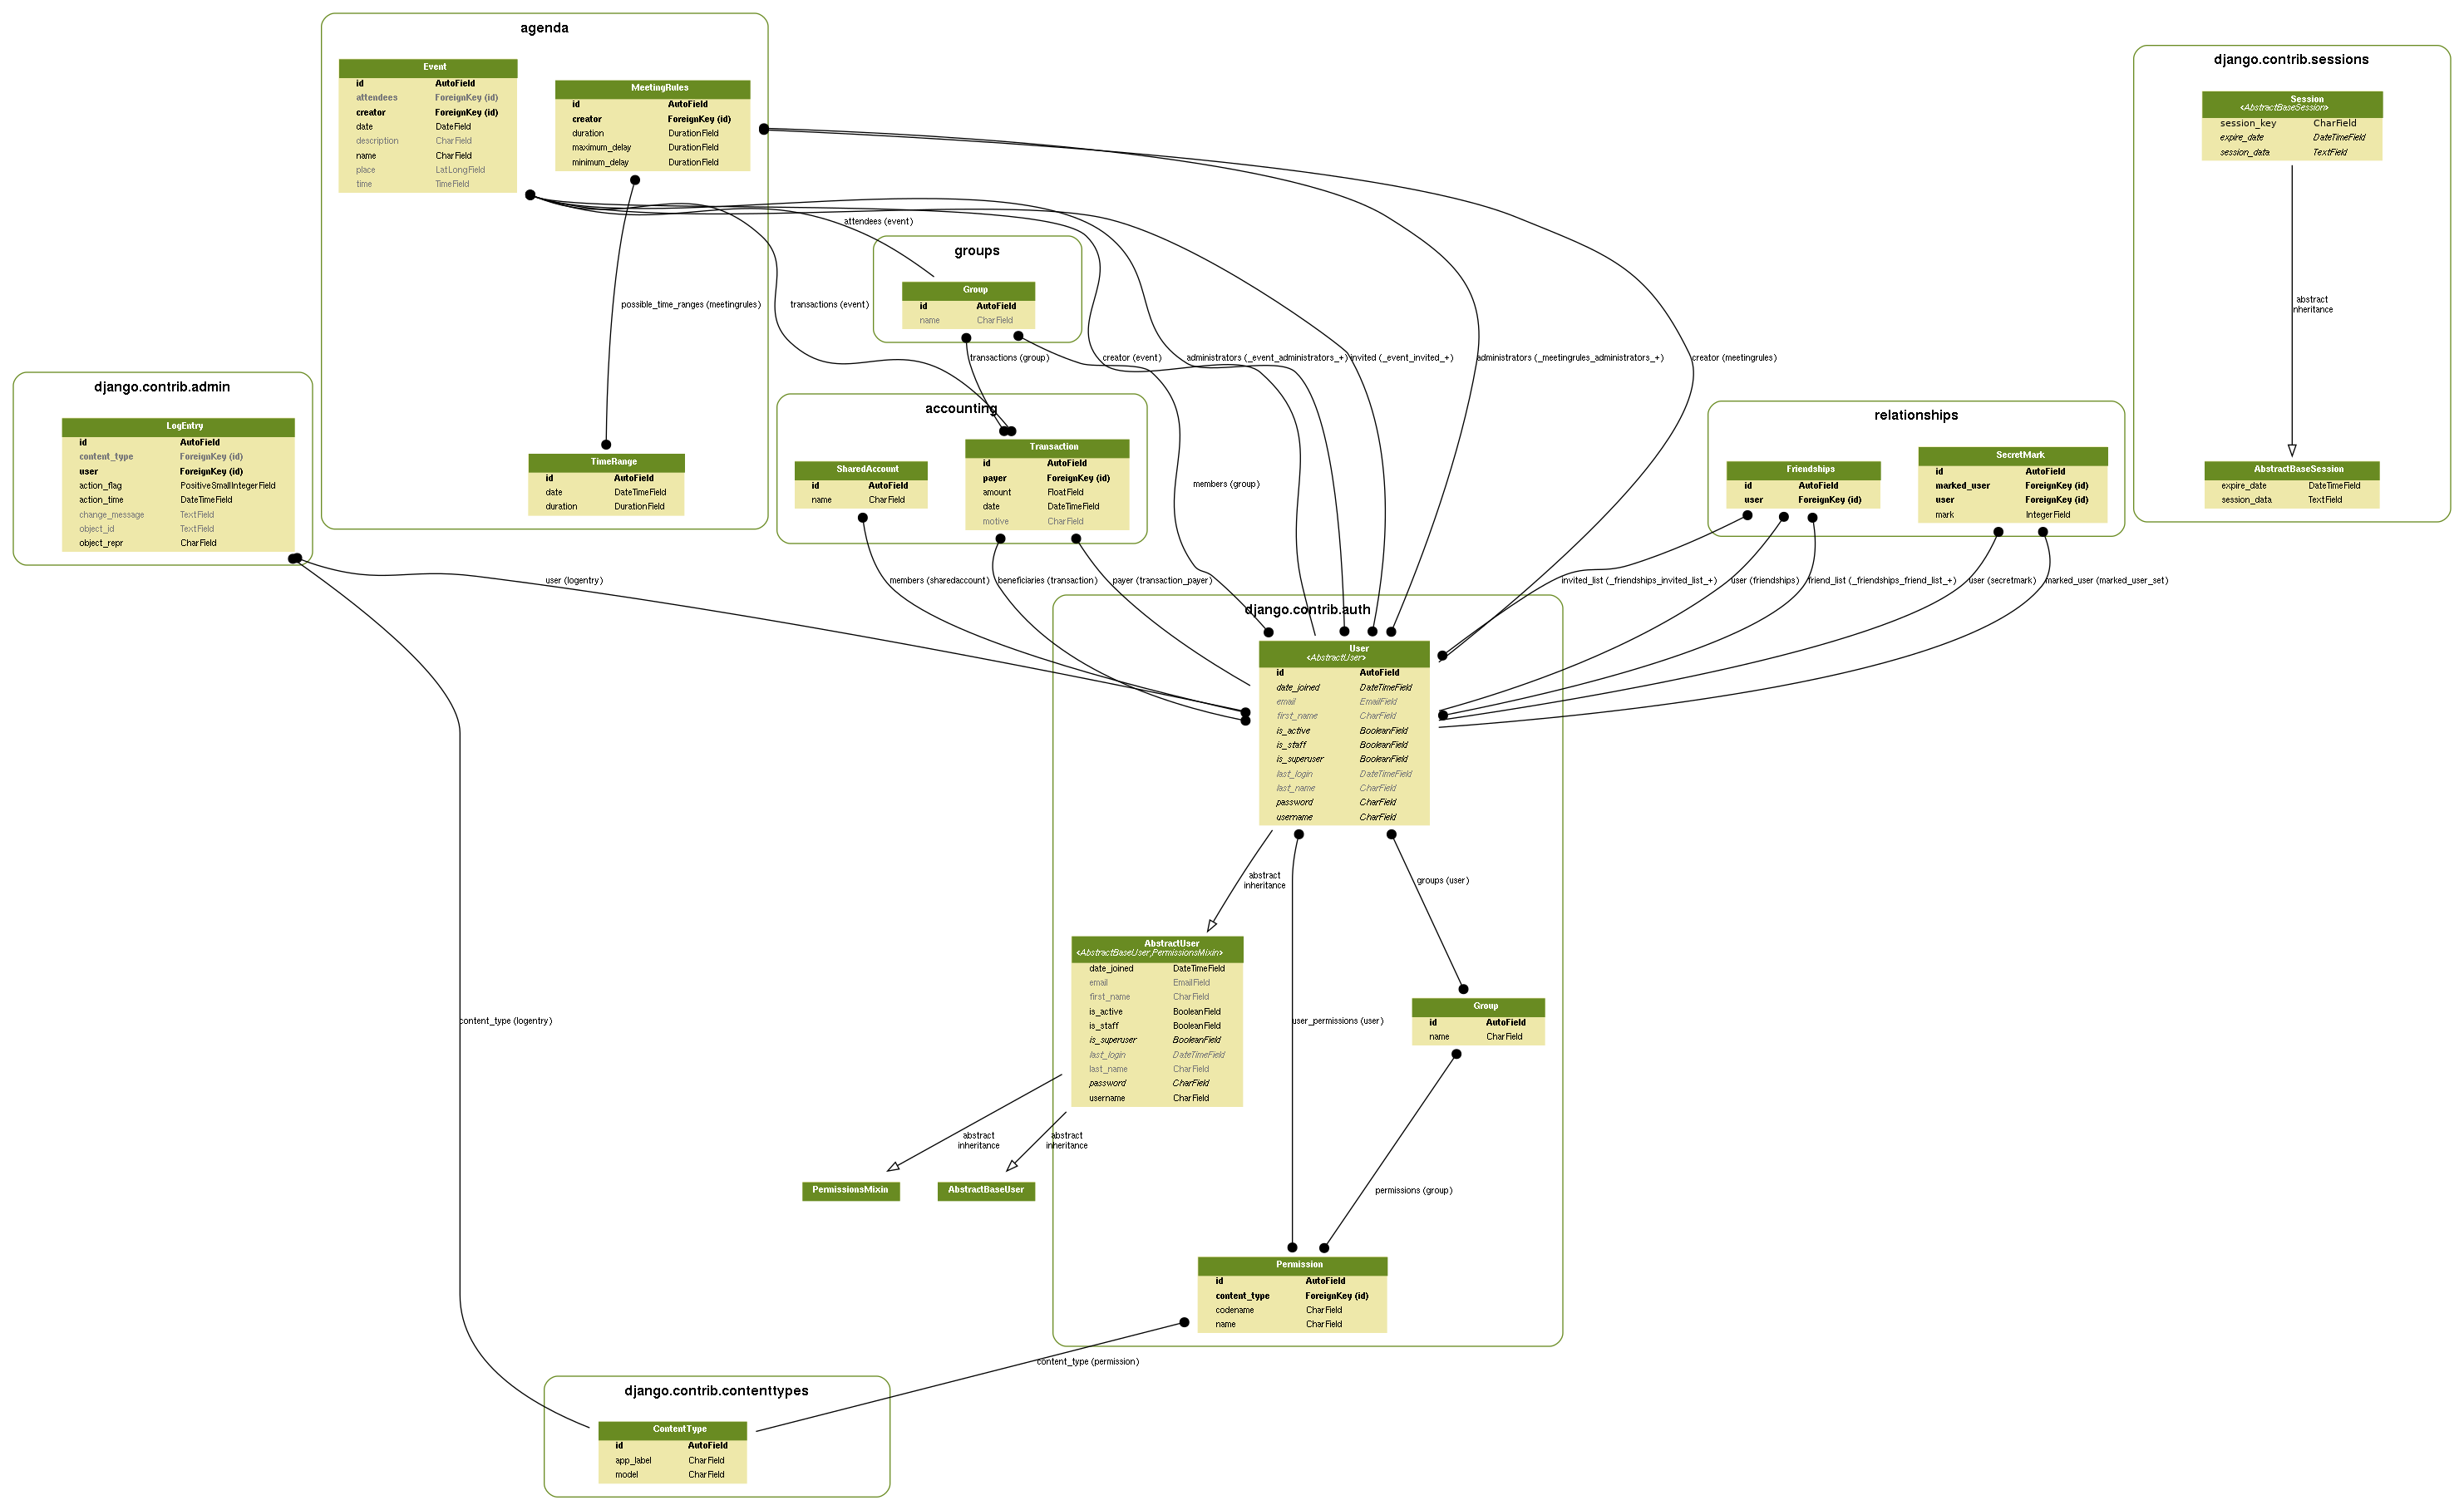 agenda
Event
id AutoField
attendees ForeignKey (id)
creator ForeignKey (id)
date DateField
description CharField
name CharField
place LatLongField
time TimeField
MeetingRules
id AutoField
creator ForeignKey (id)
duration DurationField
maximum_delay DurationField
minimum_delay DurationField
possible_time_ranges (meetingrules)
TimeRange
id AutoField
date DateTimeField
duration DurationField
attendees (event)
transactions (event)
groups
Group
id AutoField
name CharField
transactions (group)
creator (event)
administrators (_event_administrators_+)
invited (_event_invited_+)
administrators (_meetingrules_administrators_+)
creator (meetingrules)
members (group)
django.contrib.sessions
Session
<AbstractBaseSession>
session_key CharField
expire_date DateTimeField
session_data TextField
abstract
inheritance
AbstractBaseSession
expire_date DateTimeField
session_data TextField
django.contrib.admin
LogEntry
id AutoField
content_type ForeignKey (id)
user ForeignKey (id)
action_flag PositiveSmallIntegerField
action_time DateTimeField
change_message TextField
object_id TextField
object_repr CharField
accounting
SharedAccount
id AutoField
name CharField
Transaction
id AutoField
payer ForeignKey (id)
amount FloatField
date DateTimeField
motive CharField
relationships
Friendships
id AutoField
user ForeignKey (id)
SecretMark
id AutoField
marked_user ForeignKey (id)
user ForeignKey (id)
mark IntegerField
user (logentry)
members (sharedaccount)
beneficiaries (transaction)
payer (transaction_payer)
invited_list (_friendships_invited_list_+)
user (friendships)
friend_list (_friendships_friend_list_+)
user (secretmark)
marked_user (marked_user_set)
django.contrib.auth
User
<AbstractUser>
id AutoField
date_joined DateTimeField
email EmailField
first_name CharField
is_active BooleanField
is_staff BooleanField
is_superuser BooleanField
last_login DateTimeField
last_name CharField
password CharField
username CharField
abstract
inheritance
groups (user)
AbstractUser
<AbstractBaseUser,PermissionsMixin>
date_joined DateTimeField
email EmailField
first_name CharField
is_active BooleanField
is_staff BooleanField
is_superuser BooleanField
last_login DateTimeField
last_name CharField
password CharField
username CharField
Group
id AutoField
name CharField
content_type (logentry)
user_permissions (user)
abstract
inheritance
abstract
inheritance
PermissionsMixin
AbstractBaseUser
permissions (group)
Permission
id AutoField
content_type ForeignKey (id)
codename CharField
name CharField
content_type (permission)
django.contrib.contenttypes
ContentType
id AutoField
app_label CharField
model CharField